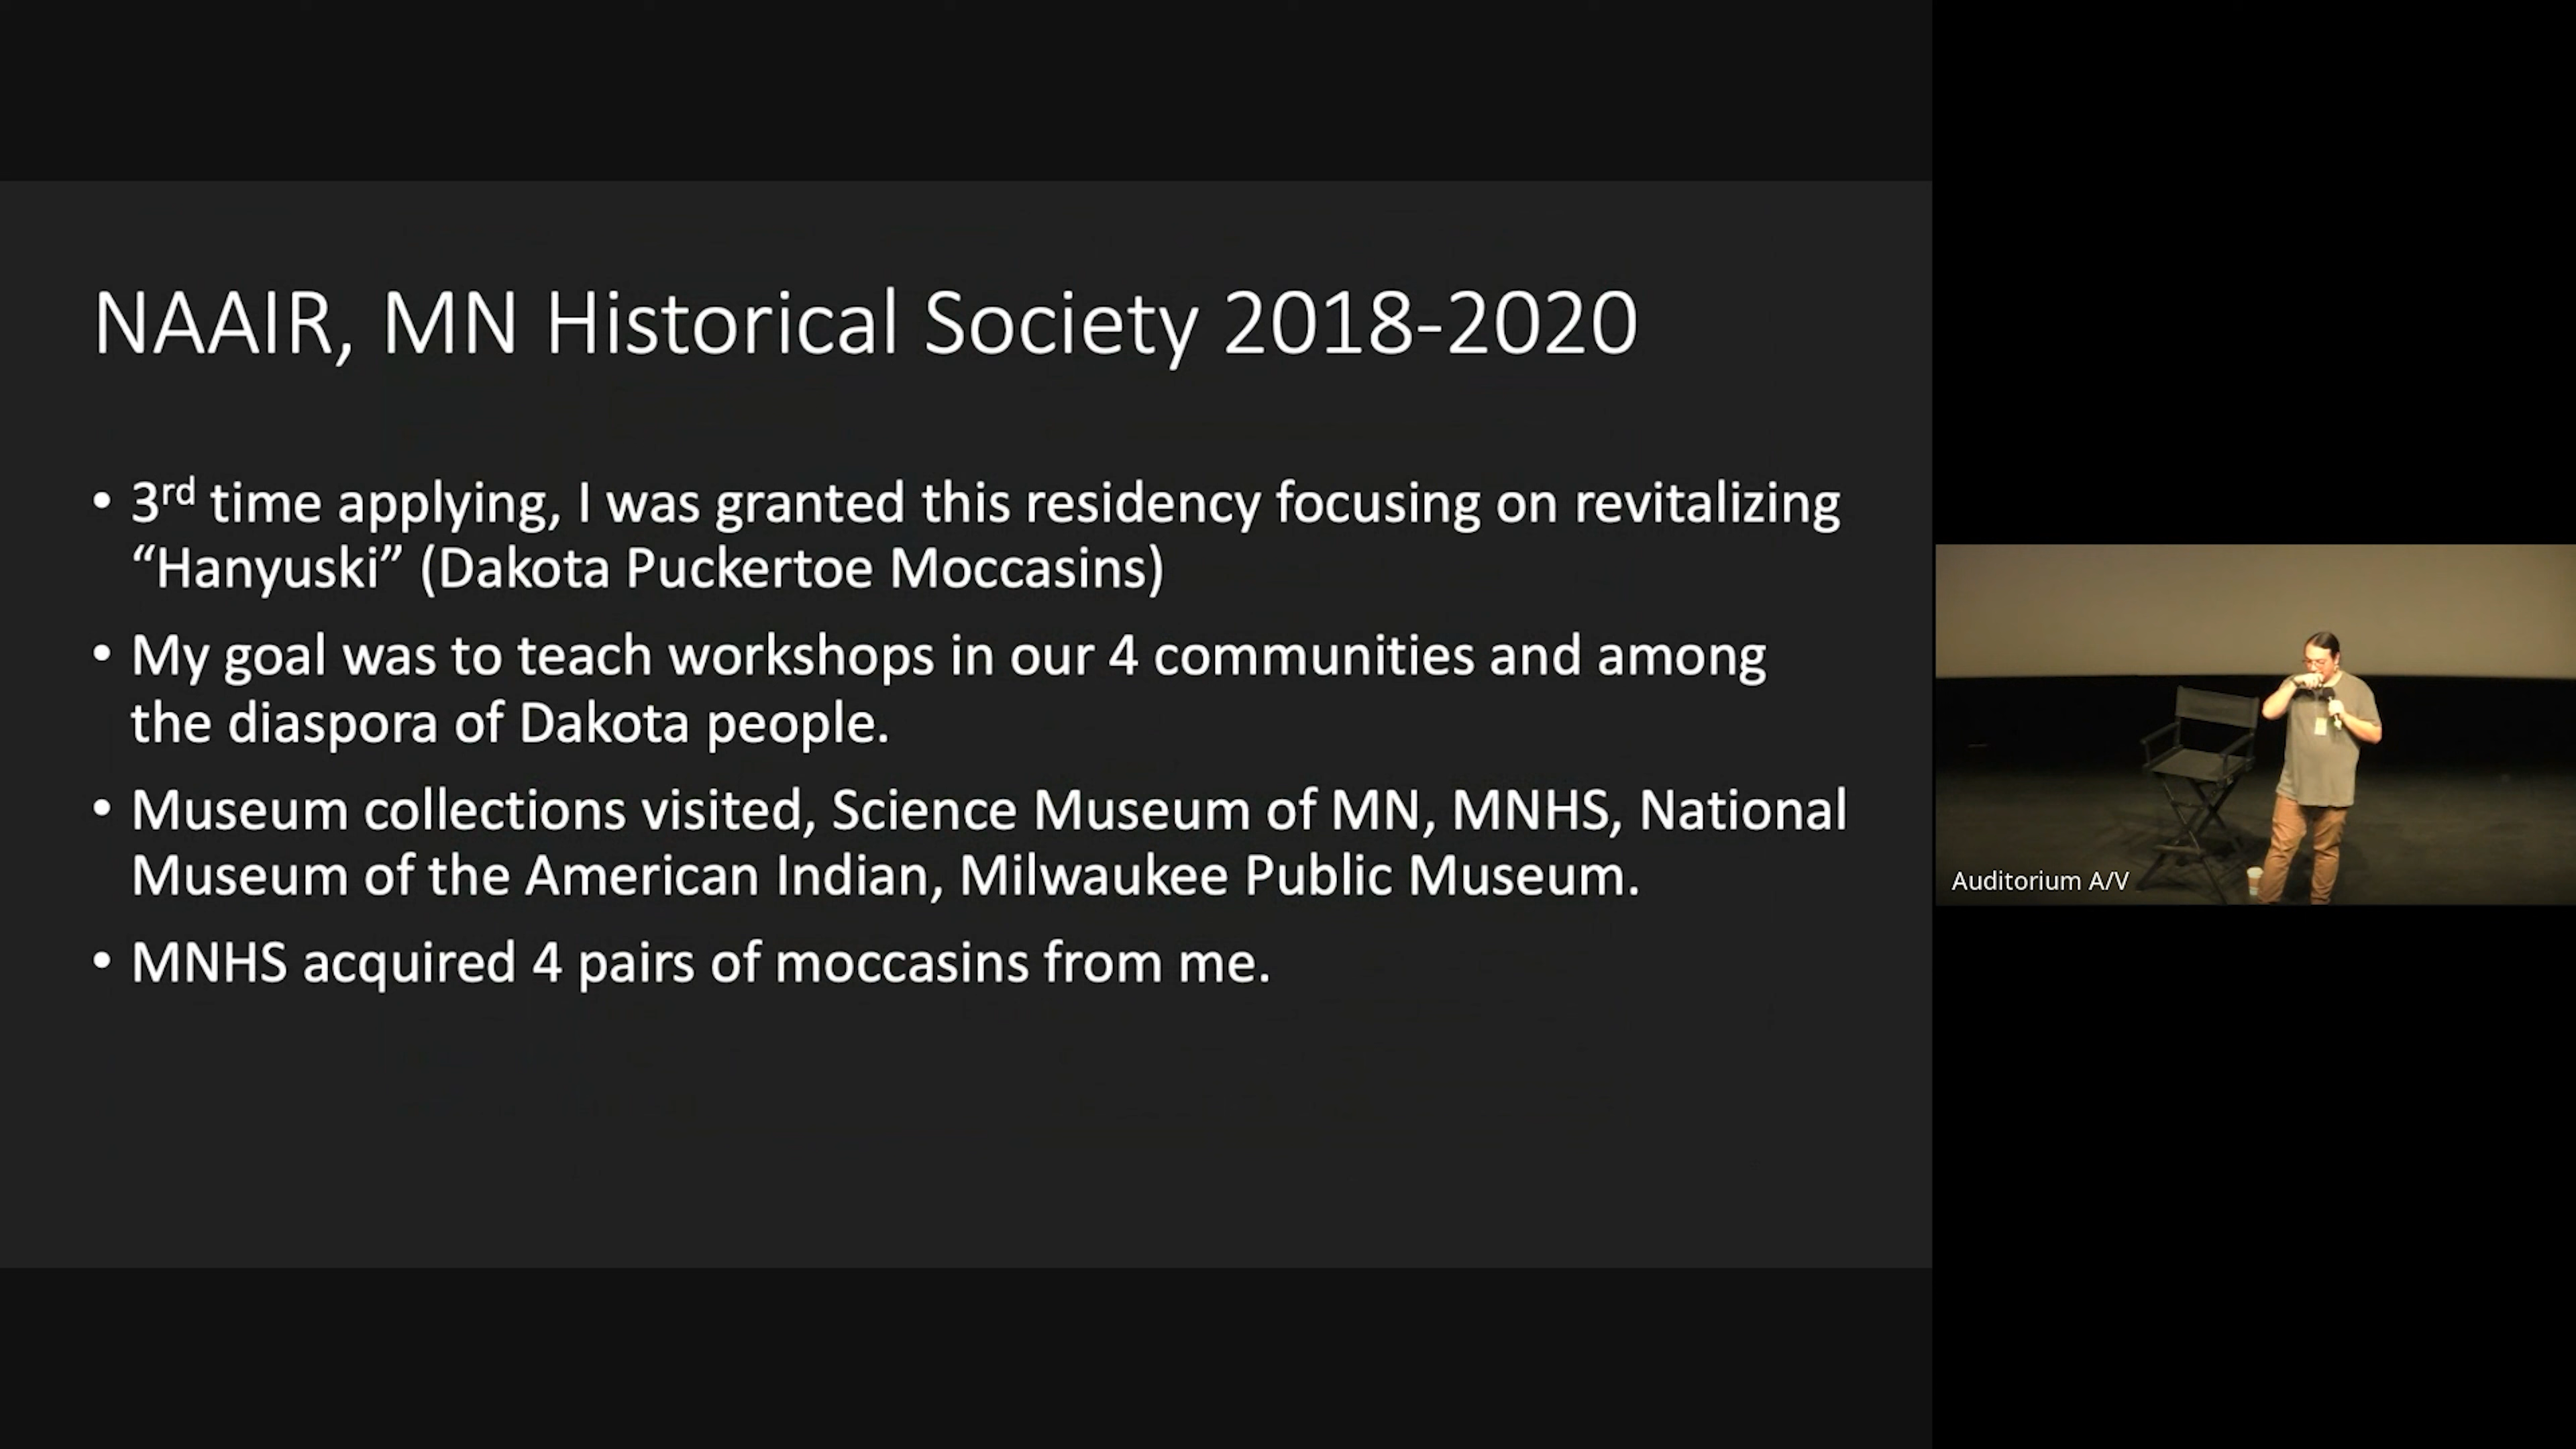 NAAIR, MN Historical Society 2018-2020
• 3rd time applying, I was granted this residency focusing on revitalizing
“Hanyuski” (Dakota Puckertoe Moccasins)
• My goal was to teach workshops in our 4 communities and among
the diaspora of Dakota people.
• Museum collections visited, Science Museum of MN, MNHS, National
Museum of the American Indian, Milwaukee Public Museum.
• MNHS acquired 4 pairs of moccasins from me.
Auditorium A/V